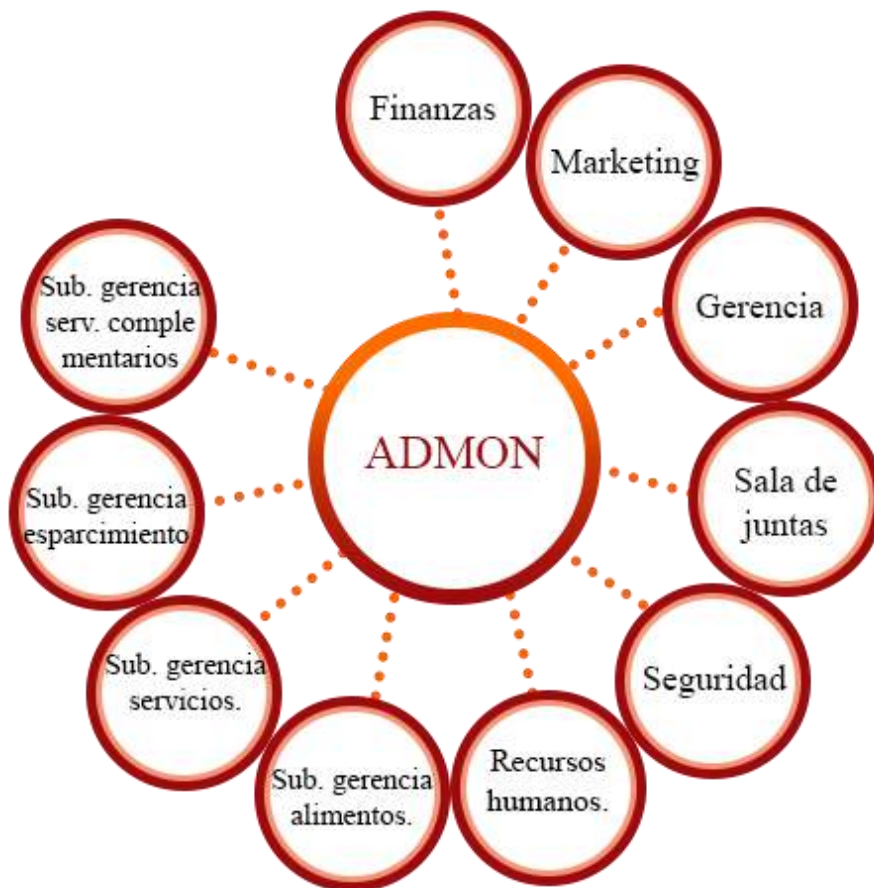 Finanzas
Marketing
Gerencia
Sala de
juntas
Seguridad
Recursos
humanos.
Sub. gerencia
alimentos.
Sub. gerencia
servicios.
Sub. gerencia
esparcimiento
Sub. gerencia
serv. comple
mentarios
ADMON